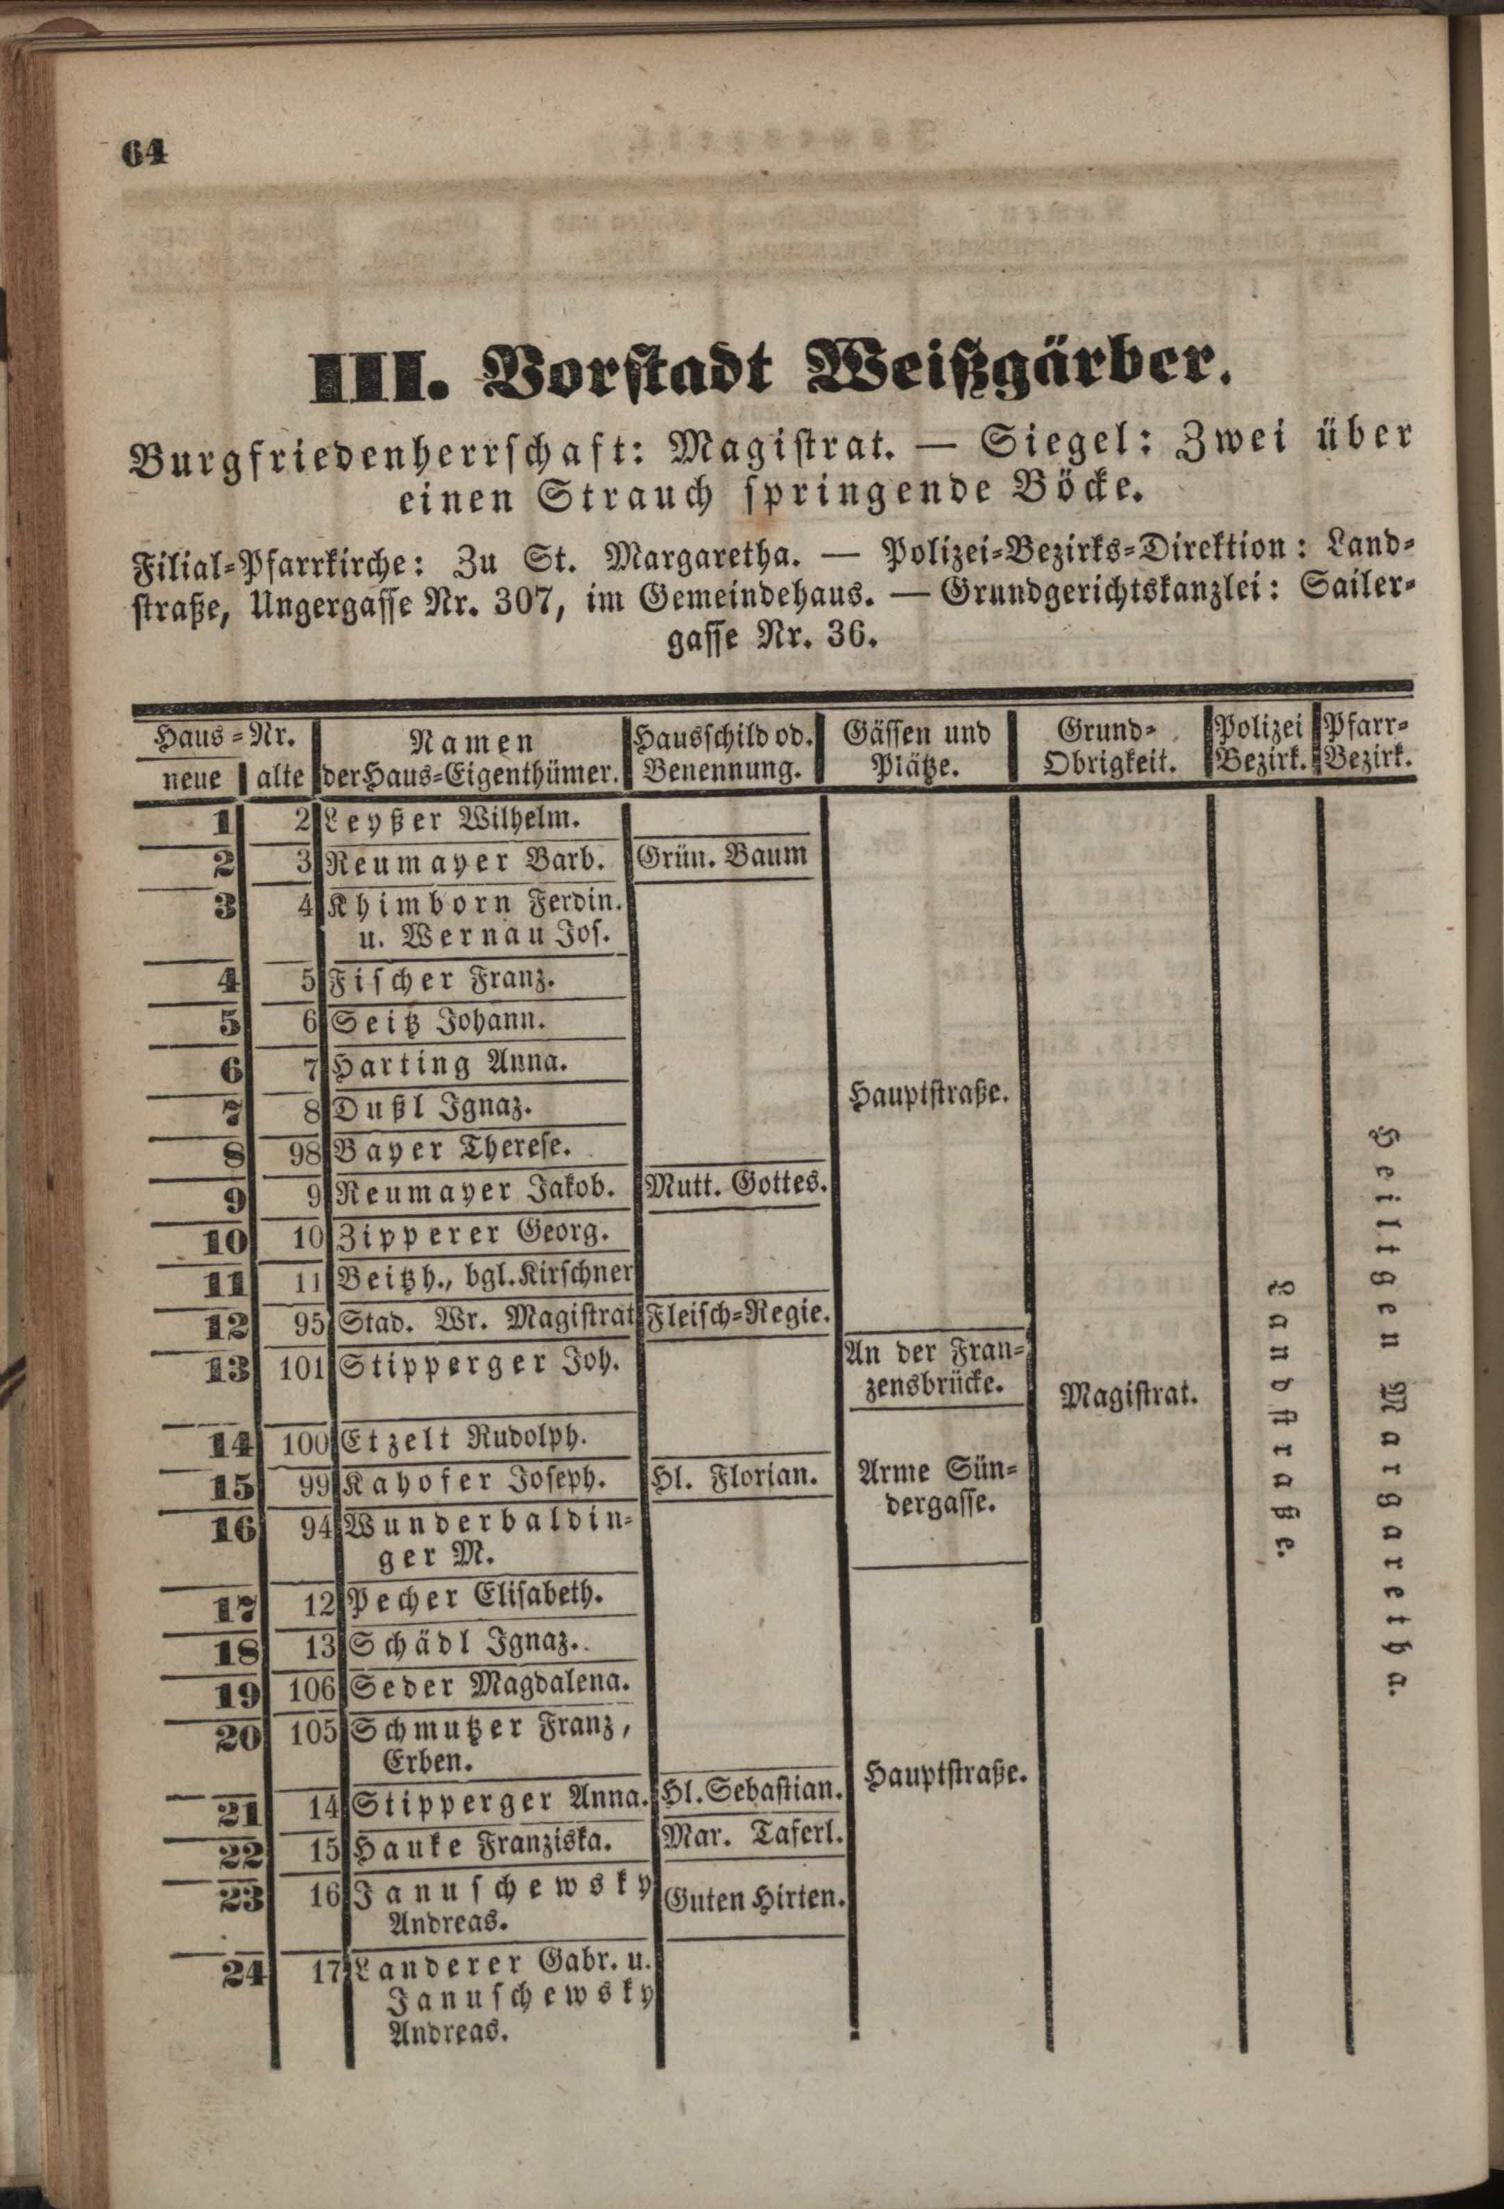 64
III. Vorstadt Weißgärber.
Burgfriedenherrschaft: Magistrat. — Siegel: Zwei über
einen Strauch springende Böcke.
Filial-Pfarrkirche: Zu St. Margaretha. — Polizei-Bezirks-Direktion: Land-
straße, Ungergasse Nr. 307, im Gemeindehaus. — Grundgerichtskanzlei: Sailer-
gasse Nr. 36.
Haus-Nr. Namen Hausschild od. Gässen und Grund- Polizei Pfarr-
neue alte der Haus-Eigenthümer. Benennung. Plätze. Obrigkeit. Bezirk. Bezirk.
1 2 Leyßer Wilhelm.
2 3 Neumayer Barb. Grün. Baum
3 4 Khimborn Ferdin.
u. Wernau Jos.
4 5 Fischer Franz.
5 6 Seitz Johann.
6 7 Harting Anna.
7 8 Dußl Ignaz. Hauptstraße.
8 98 Bayer Therese.
9 9 Neumayer Jakob. Mutt. Gottes.
10 10 Zipperer Georg.
11 11 Beitzh., bgl. Kirschner
12 95 Stad. Wr. Magistrat Fleisch-Regie.
13 101 Stipperger Joh. An der Fran-
zensbrücke. Magistrat. Landstraße. Heiligen Margaretha.
14 100 Etzelt Rudolph.
15 99 Kahofer Joseph. Hl. Florian. Arme Sün-
dergasse.
16 94 Wunderbaldin-
ger M.
17 12 Pecher Elisabeth.
18 13 Schädl Ignaz.
19 106 Seder Magdalena.
20 105 Schmutzer Franz,
Erben.
21 14 Stipperger Anna. Hl. Sebastian. Hauptstraße.
22 15 Hauke Franziska. Mar. Taferl.
23 16 Januschewsky Guten Hirten.
Andreas.
24 17 Landerer Gabr. u.
Januschewsky
Andreas.